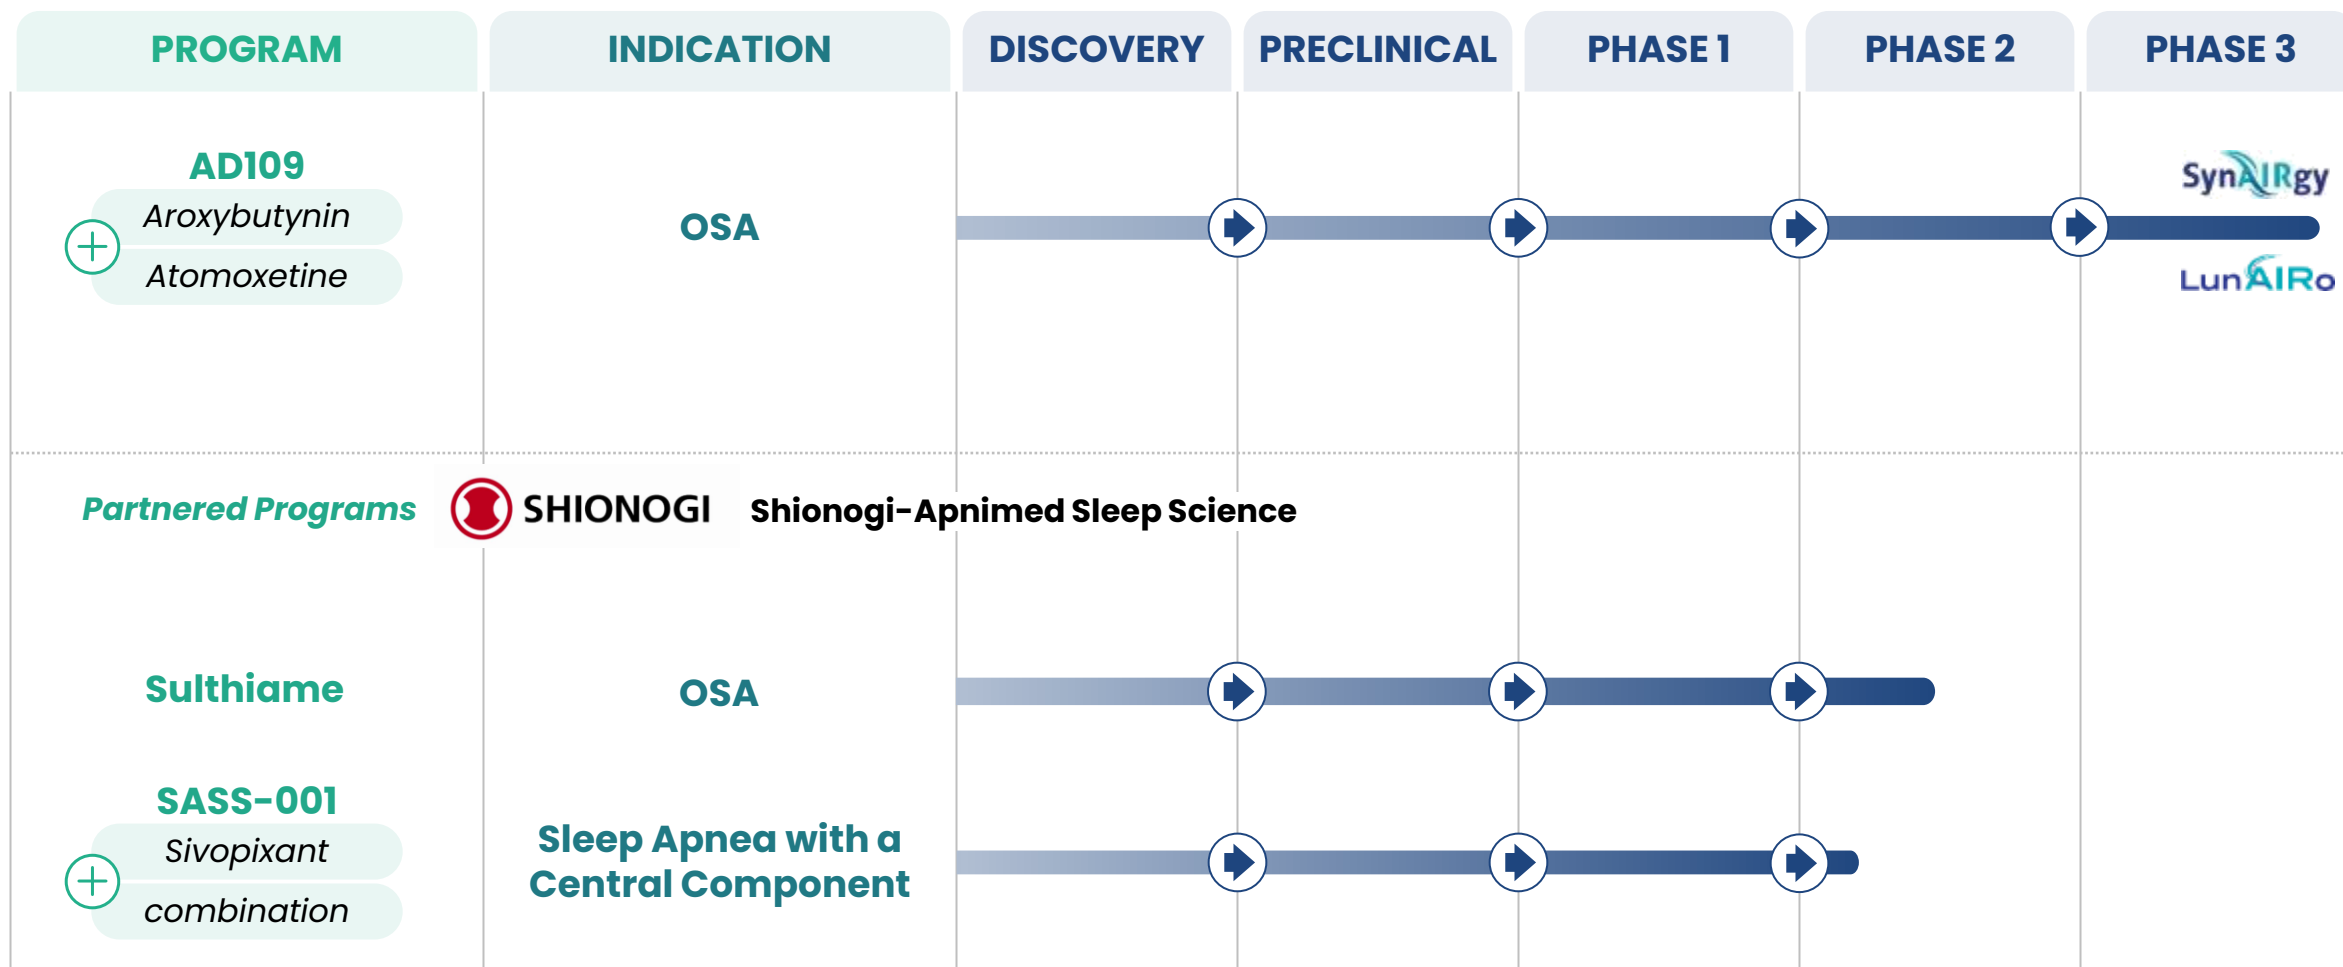 PROGRAM
INDICATION
DISCOVERY
PRECLINICAL
PHASE 1
PHASE 2
PHASE 3
AD109
Aroxybutynin
Atomoxetine
OSA
SynAIRgy
LunAIRo
Partnered Programs
SHIONOGI
Shionogi-Apnimed Sleep Science
Sulthiame
OSA
SASS-001
Sivopixant
combination
Sleep Apnea with a
Central Component